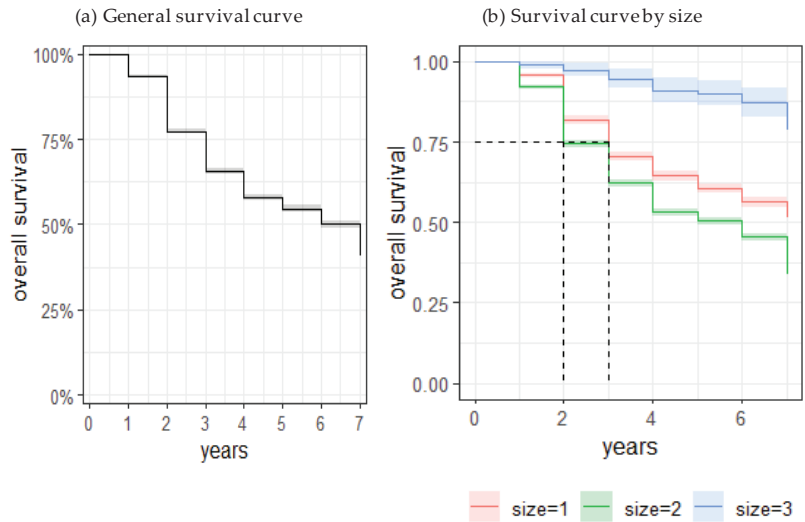 (a) General survival curve
100%
75%
50%
25%
0%
overall survival
0 1 2 3 4 5 6 7
years
(b) Survival curve by size
1.00
0.75
0.50
0.25
0.00
overall survival
0 2 4 6
years
size=1 size=2 size=3